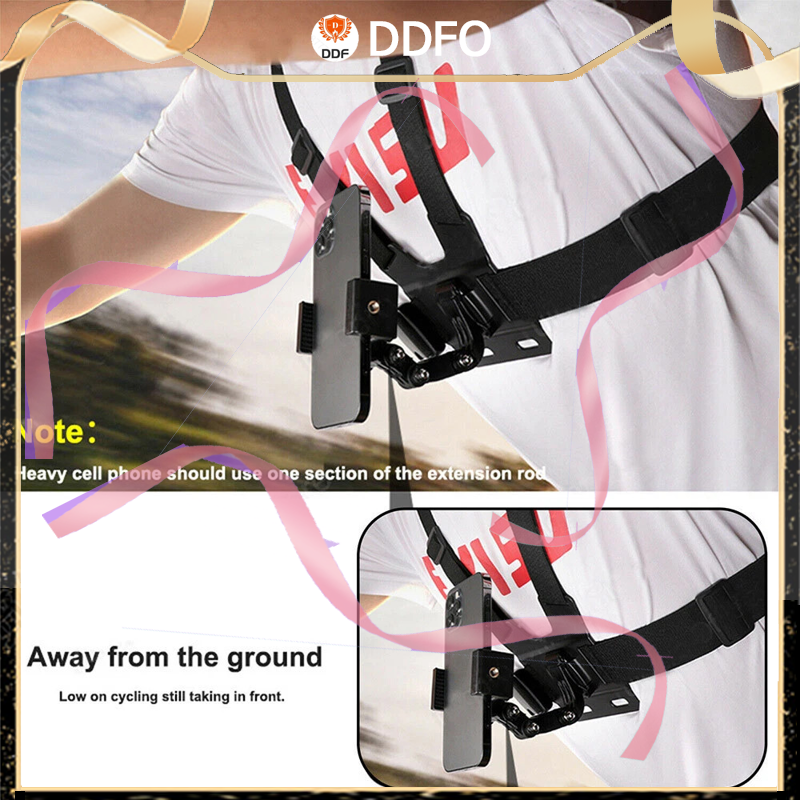 DDF
DDFO
Note:
Heavy cell phone should use one section of the extension rod
Away from the ground
Low on cycling still taking in front.